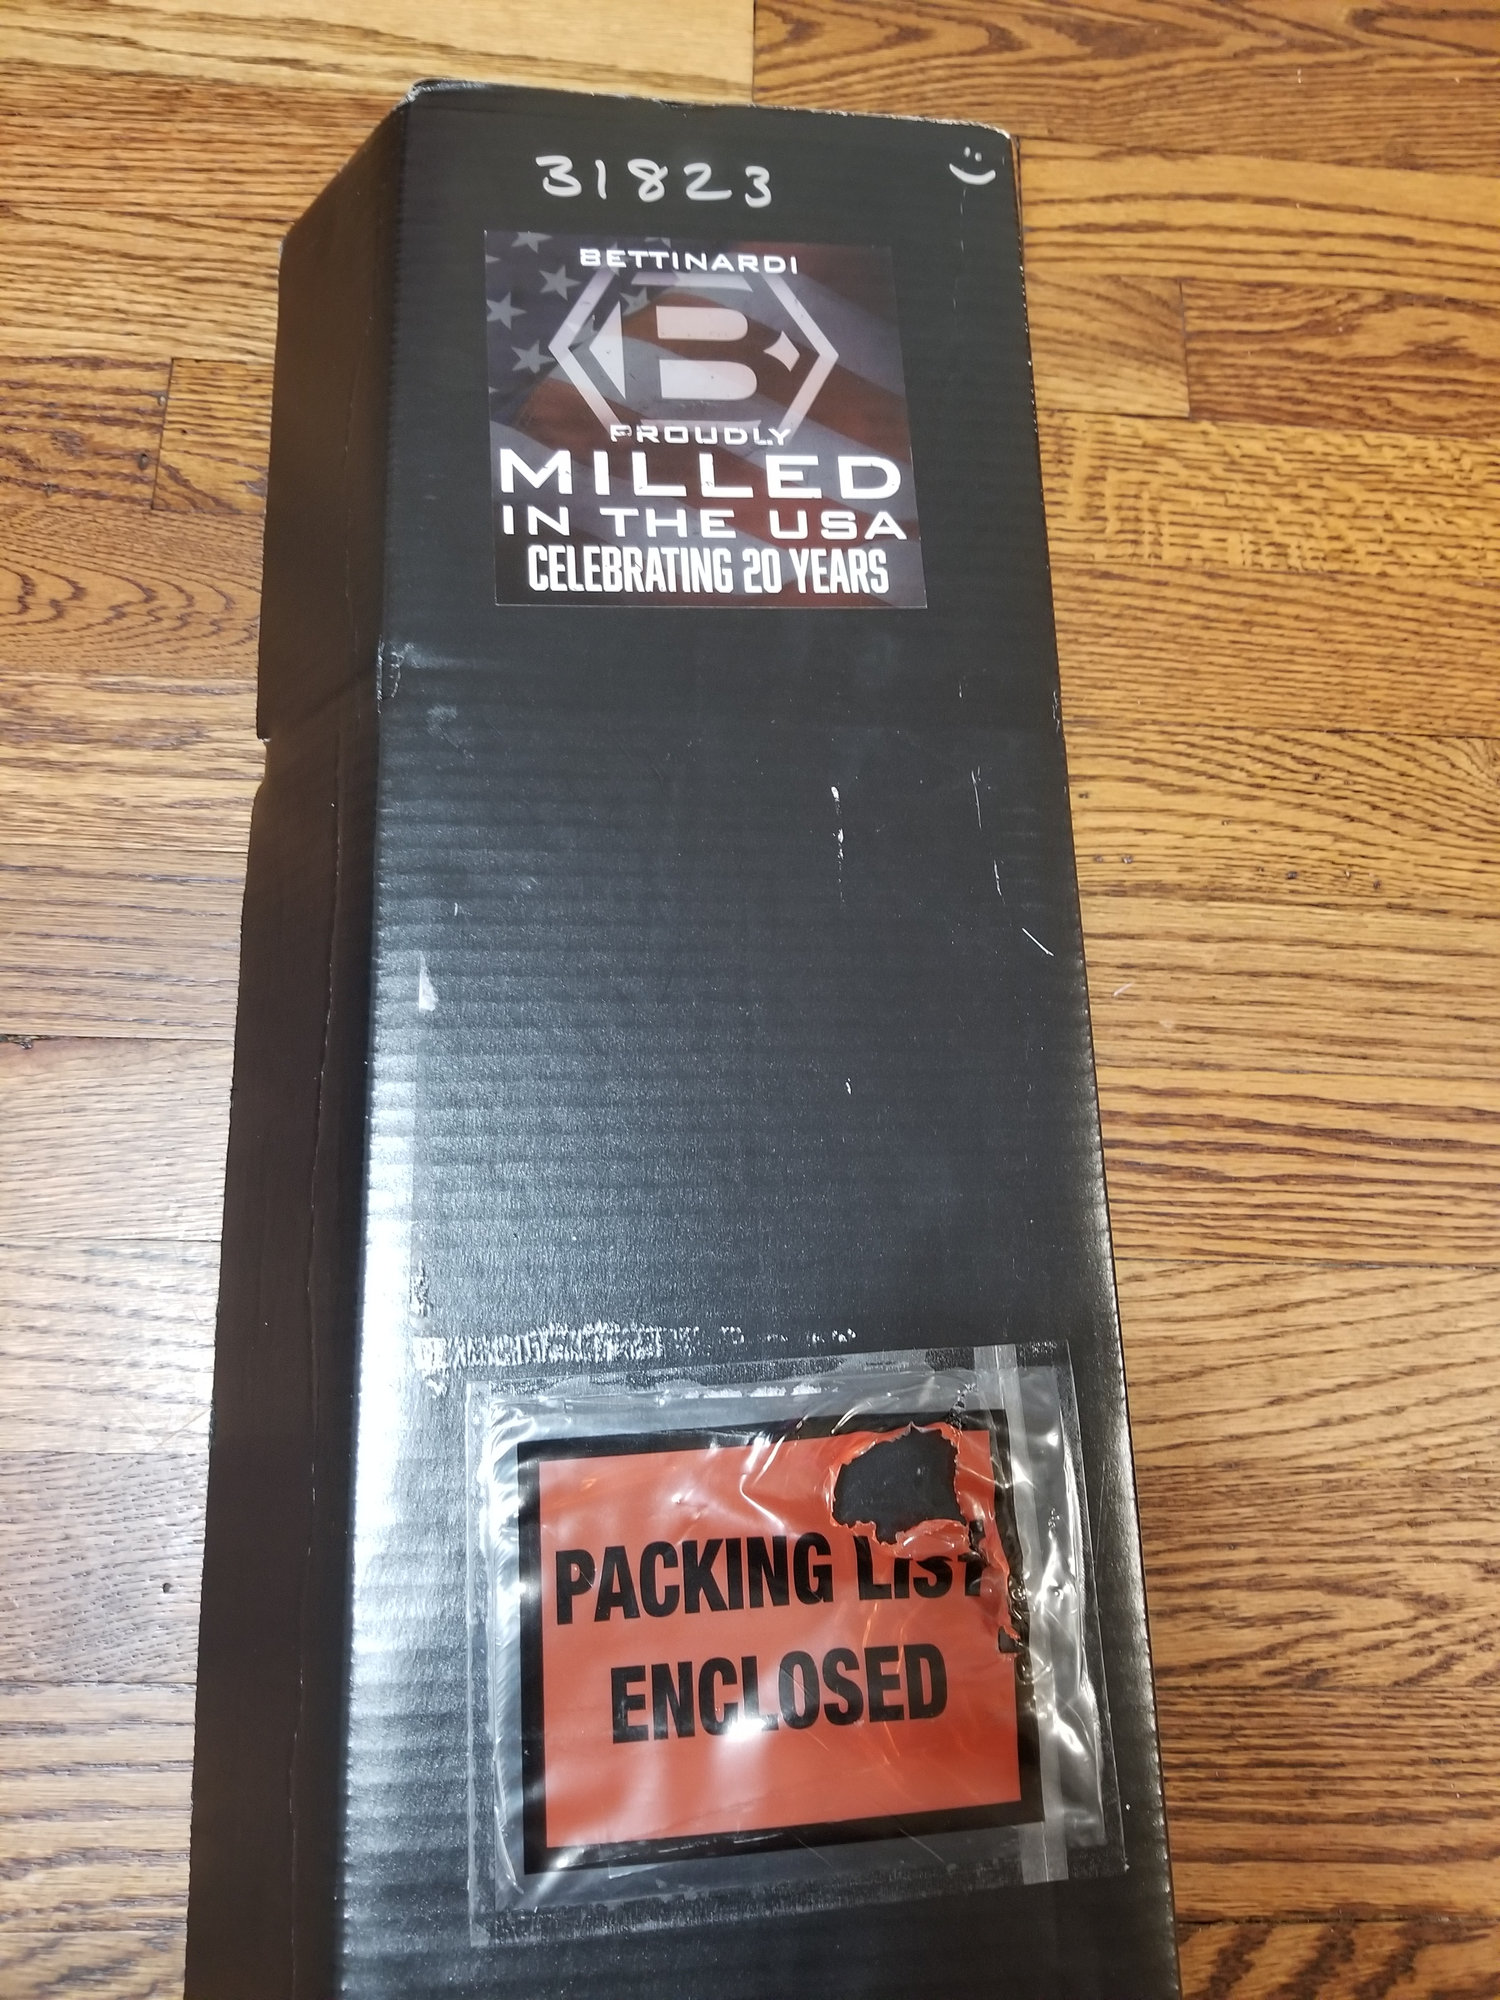 31823
BETTINARDI
B
PROUDLY
MILLED
IN THE USA
CELEBRATING 20 YEARS
PACKING LIST
ENCLOSED